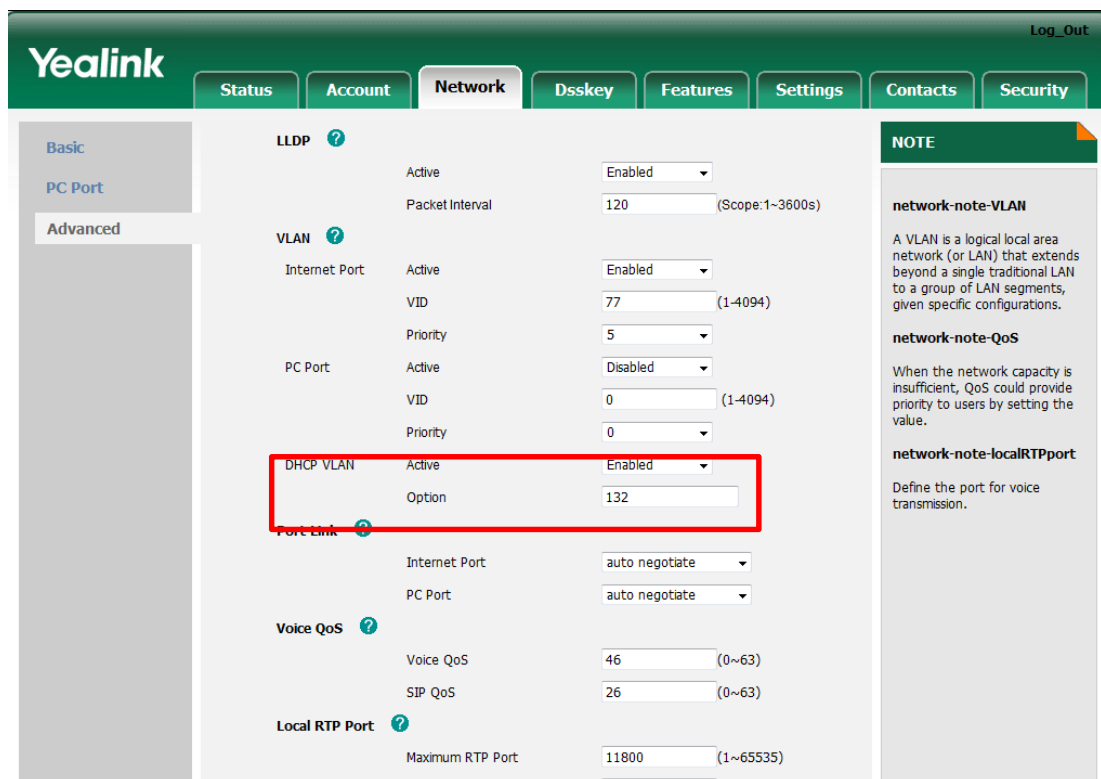 Log_Out
Yealink
Status Account Network Dsskey Features Settings Contacts Security
Basic
PC Port
Advanced
LLDP ?
Active Enabled
Packet Interval 120 (Scope:1~3600s)
VLAN ?
Internet Port Active Enabled
VID 77 (1-4094)
Priority 5
PC Port Active Disabled
VID 0 (1-4094)
Priority 0
DHCP VLAN Active Enabled
Option 132
Port Link ?
Internet Port auto negotiate
PC Port auto negotiate
Voice QoS ?
Voice QoS 46 (0~63)
SIP QoS 26 (0~63)
Local RTP Port ?
Maximum RTP Port 11800 (1~65535)
NOTE
network-note-VLAN
A VLAN is a logical local area
network (or LAN) that extends
beyond a single traditional LAN
to a group of LAN segments,
given specific configurations.
network-note-QoS
When the network capacity is
insufficient, QoS could provide
priority to users by setting the
value.
network-note-localRTPport
Define the port for voice
transmission.